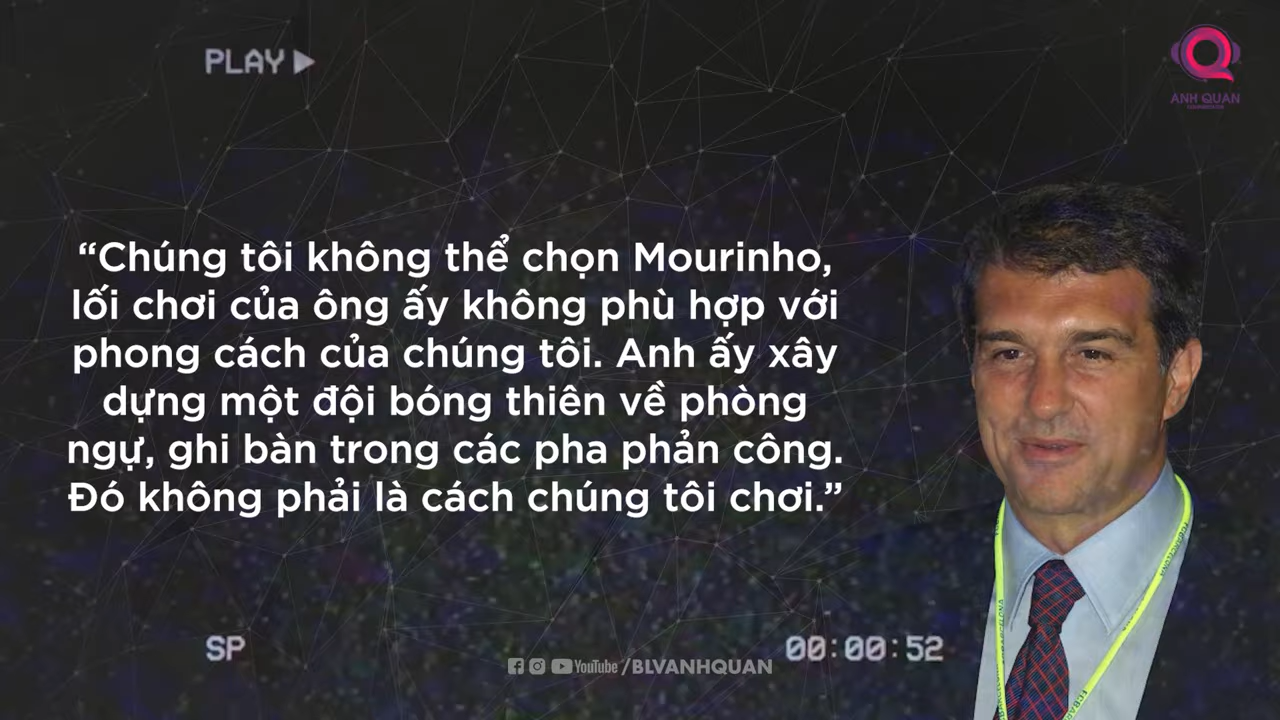 PLAY
ANH QUAN
“Chúng tôi không thể chọn Mourinho,
lối chơi của ông ấy không phù hợp với
phong cách của chúng tôi. Anh ấy xây
dựng một đội bóng thiên về phòng
ngự, ghi bàn trong các pha phản công.
Đó không phải là cách chúng tôi chơi.”
SP
YouTube /BLVANHQUAN
00:00:52